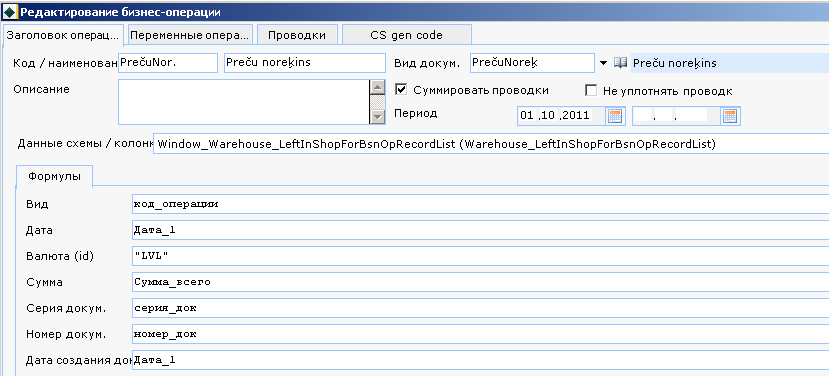 Редактирование бизнес-операции
Заголовок операц... Переменные опера... Проводки CS gen code
Код / наименован PrečuNor. Preču noreķins Вид докум. PrečuNoreķ Preču noreķins
Описание Суммировать проводки Не уплотнять проводк
Период 01 .10 .2011 . .
Данные схемы / колонк Window_Warehouse_LeftInShopForBsnOpRecordList (Warehouse_LeftInShopForBsnOpRecordList)
Формулы
Вид код_операции
Дата Дата_1
Валюта (id) "LVL"
Сумма Сумма_всего
Серия докум. серия_док
Номер докум. номер_док
Дата создания док Дата_1